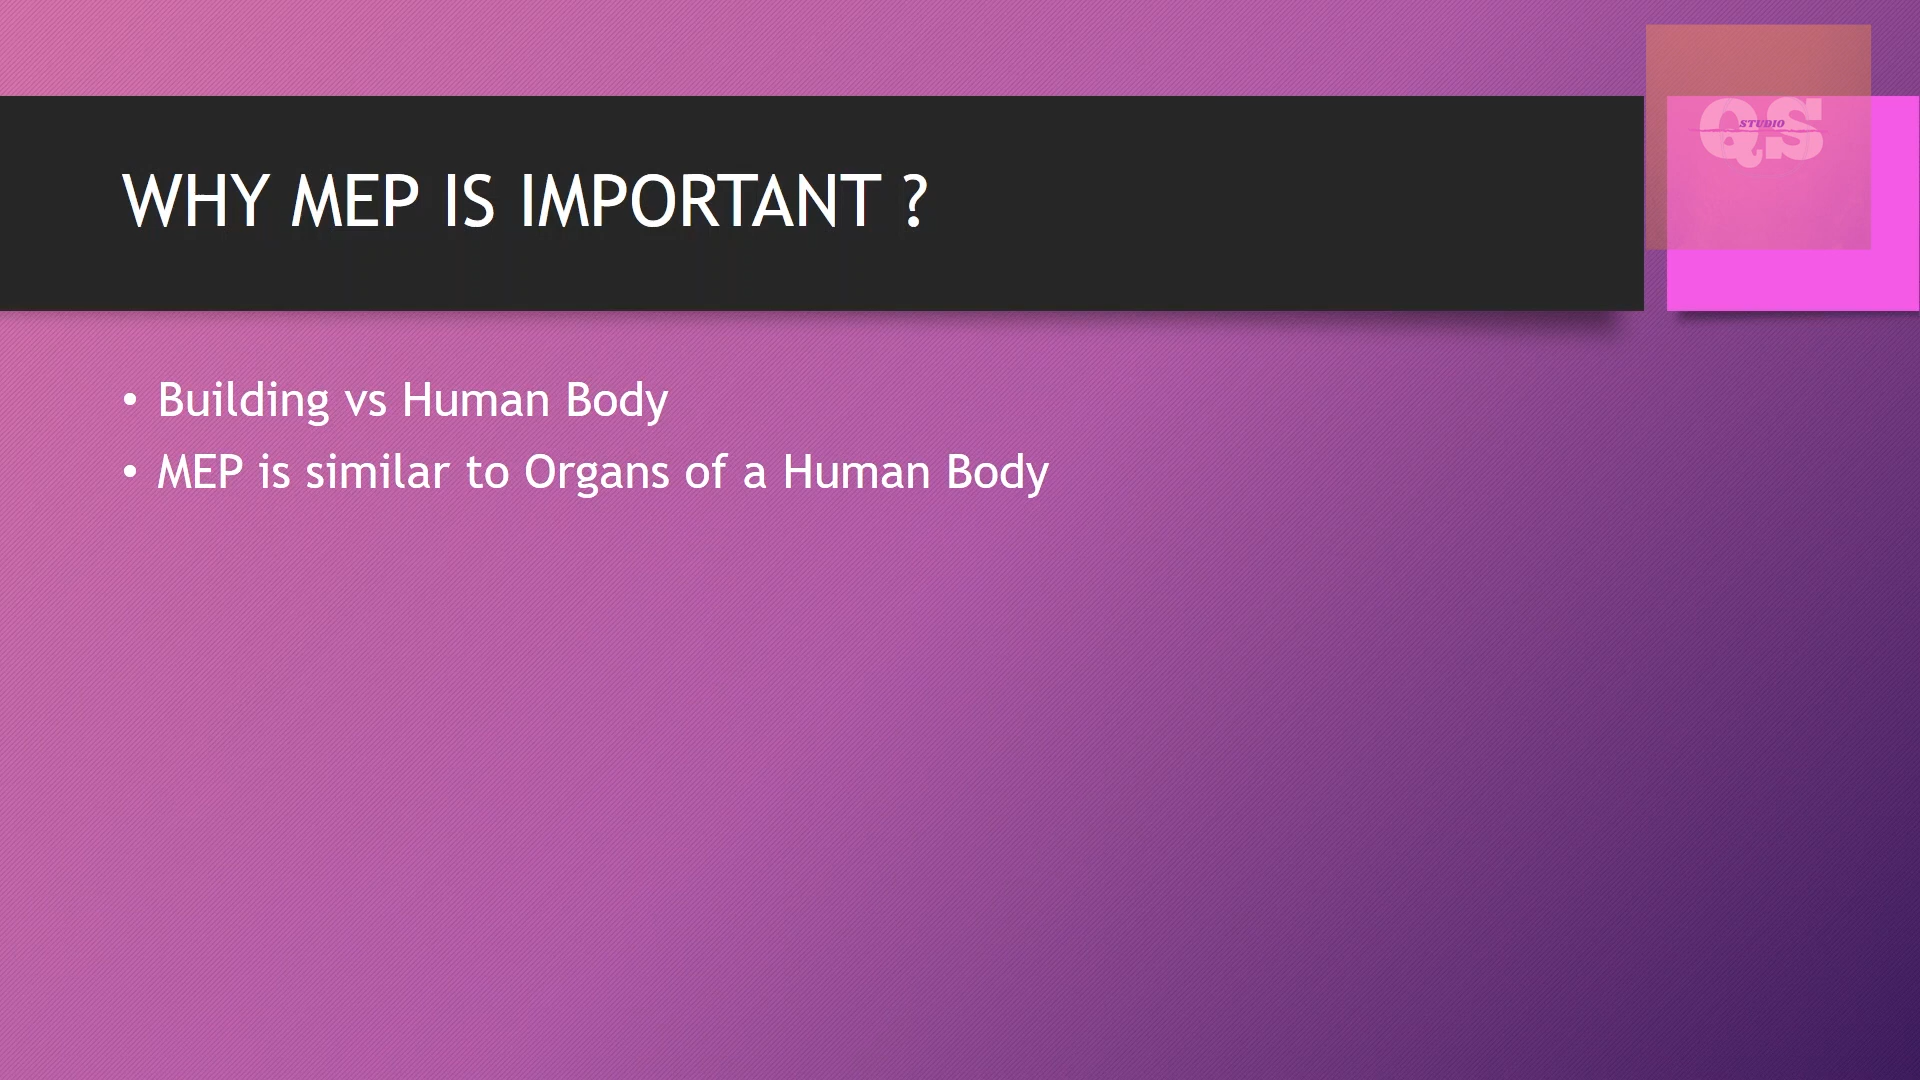 QS
STUDIO
WHY MEP IS IMPORTANT ?
• Building vs Human Body
• MEP is similar to Organs of a Human Body